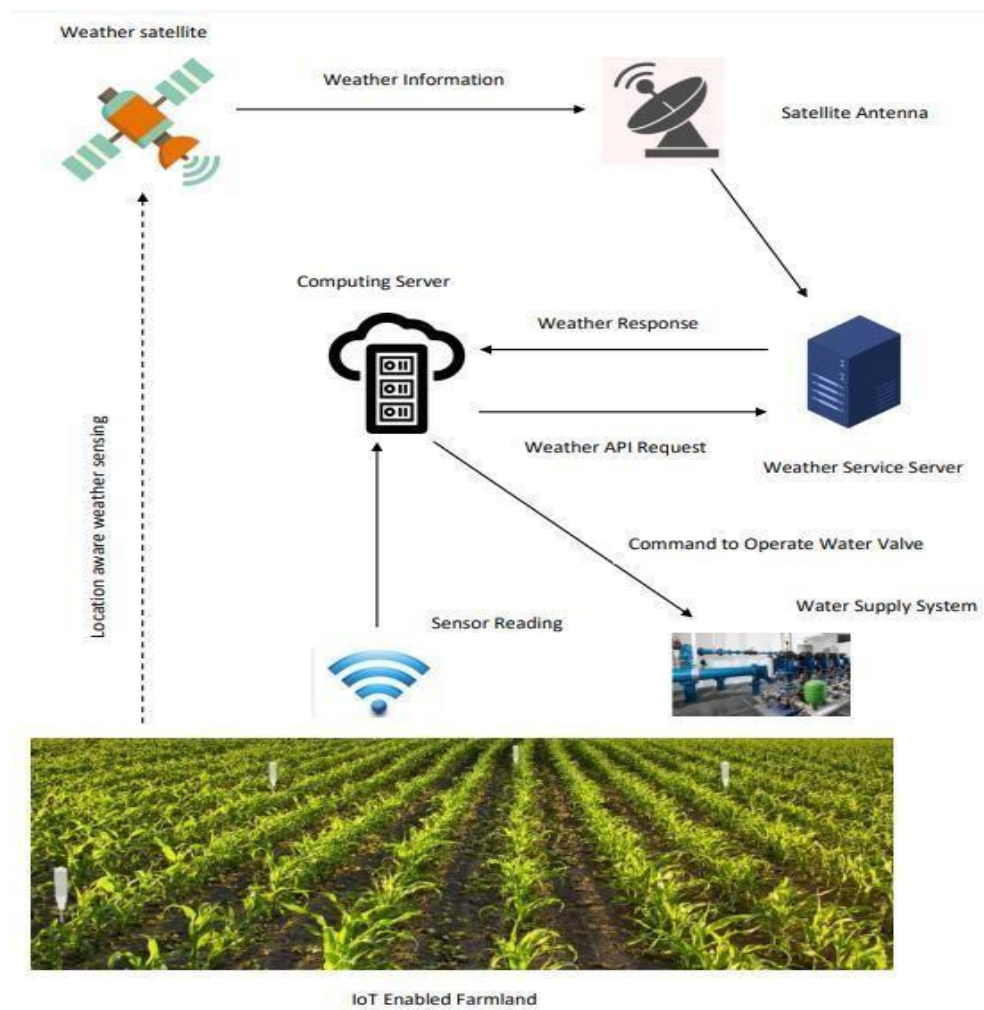 Weather satellite
Weather Information
Satellite Antenna
Computing Server
Weather Response
Weather API Request
Weather Service Server
Location aware weather sensing
Command to Operate Water Valve
Water Supply System
Sensor Reading
IoT Enabled Farmland